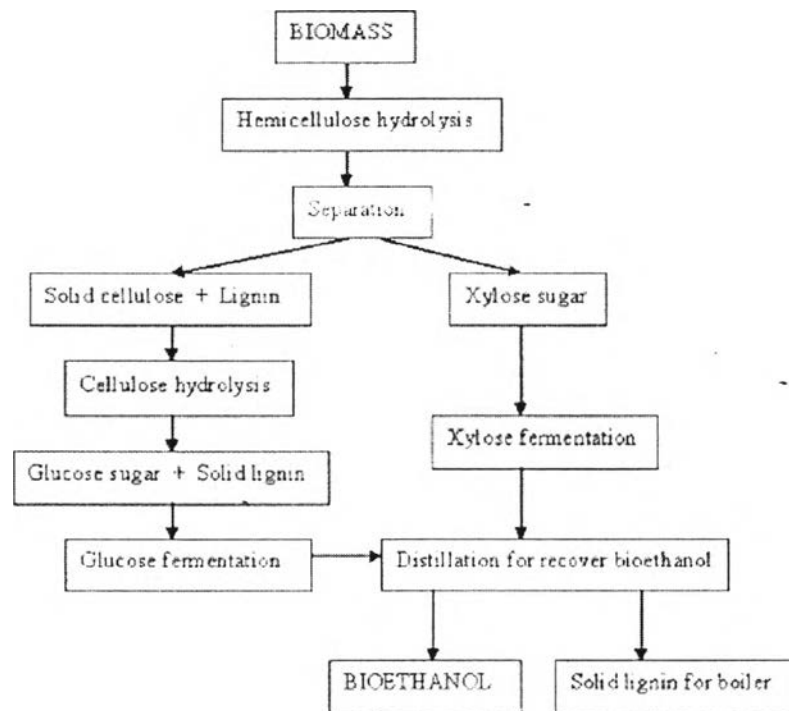 BIOMASS
Hemicellulose hydrolysis
Separation
Solid cellulose + Lignin
Xylose sugar
Cellulose hydrolysis
Xylose fermentation
Glucose sugar + Solid lignin
Glucose fermentation
Distillation for recover bioethanol
BIOETHANOL
Solid lignin for boiler